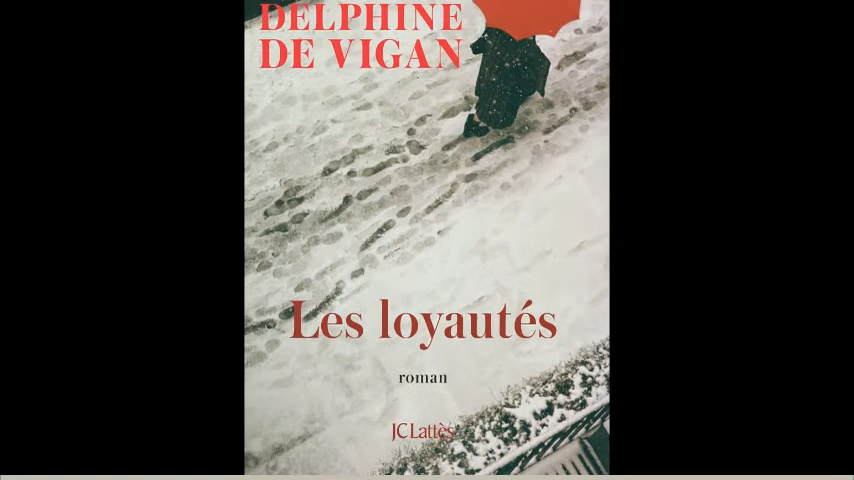 DELPHINE
DE VIGAN
Les loyautés
roman
JC Lattès